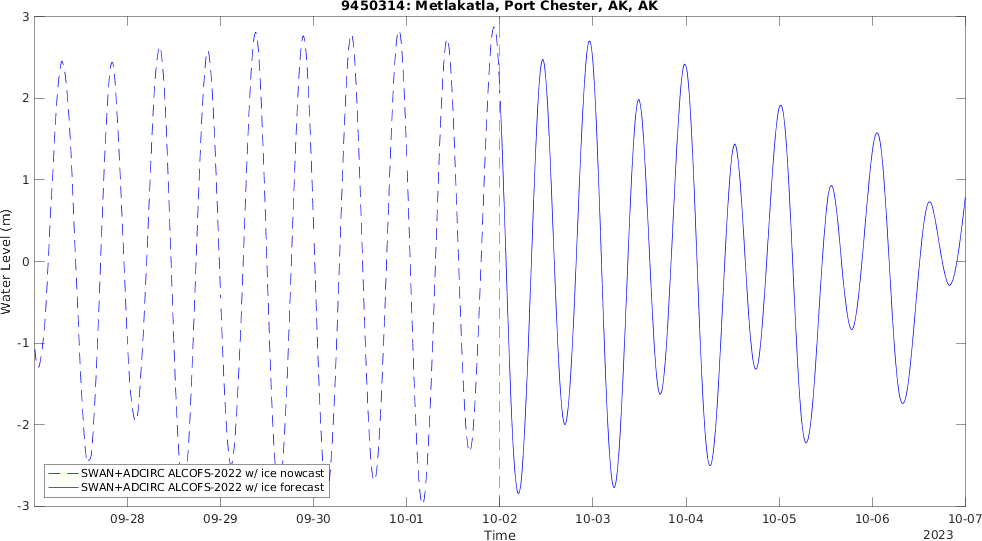 9450314: Metlakatla, Port Chester, AK, AK
3
2
1
0
-1
-2
-3
Water Level (m)
SWAN+ADCIRC ALCOFS-2022 w/ ice nowcast
SWAN+ADCIRC ALCOFS-2022 w/ ice forecast
09-28 09-29 09-30 10-01 10-02 10-03 10-04 10-05 10-06 10-07
Time 2023